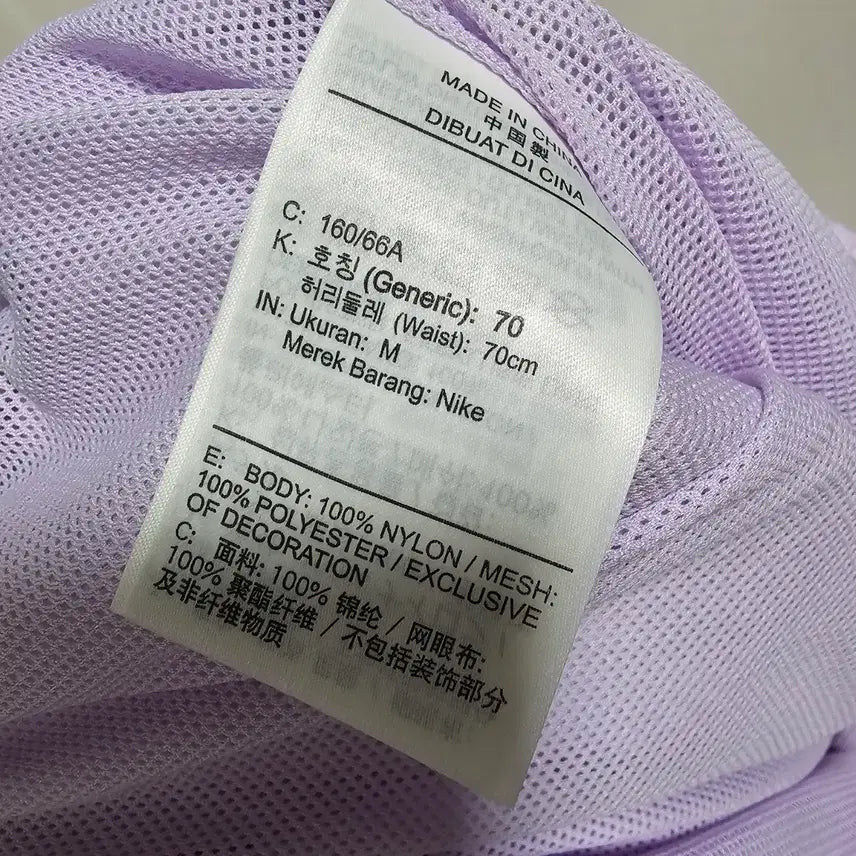 MADE IN CHINA
中国製
DIBUAT DI CINA
C: 160/66A
K: 호칭 (Generic): 70
허리둘레 (Waist): 70cm
IN: Ukuran: M
Merek Barang: Nike
E: BODY: 100% NYLON / MESH:
100% POLYESTER / EXCLUSIVE
OF DECORATION
C: 面料: 100% 锦纶 / 网眼布:
100% 聚酯纤维 / 不包括装饰部分
及非纤维物质